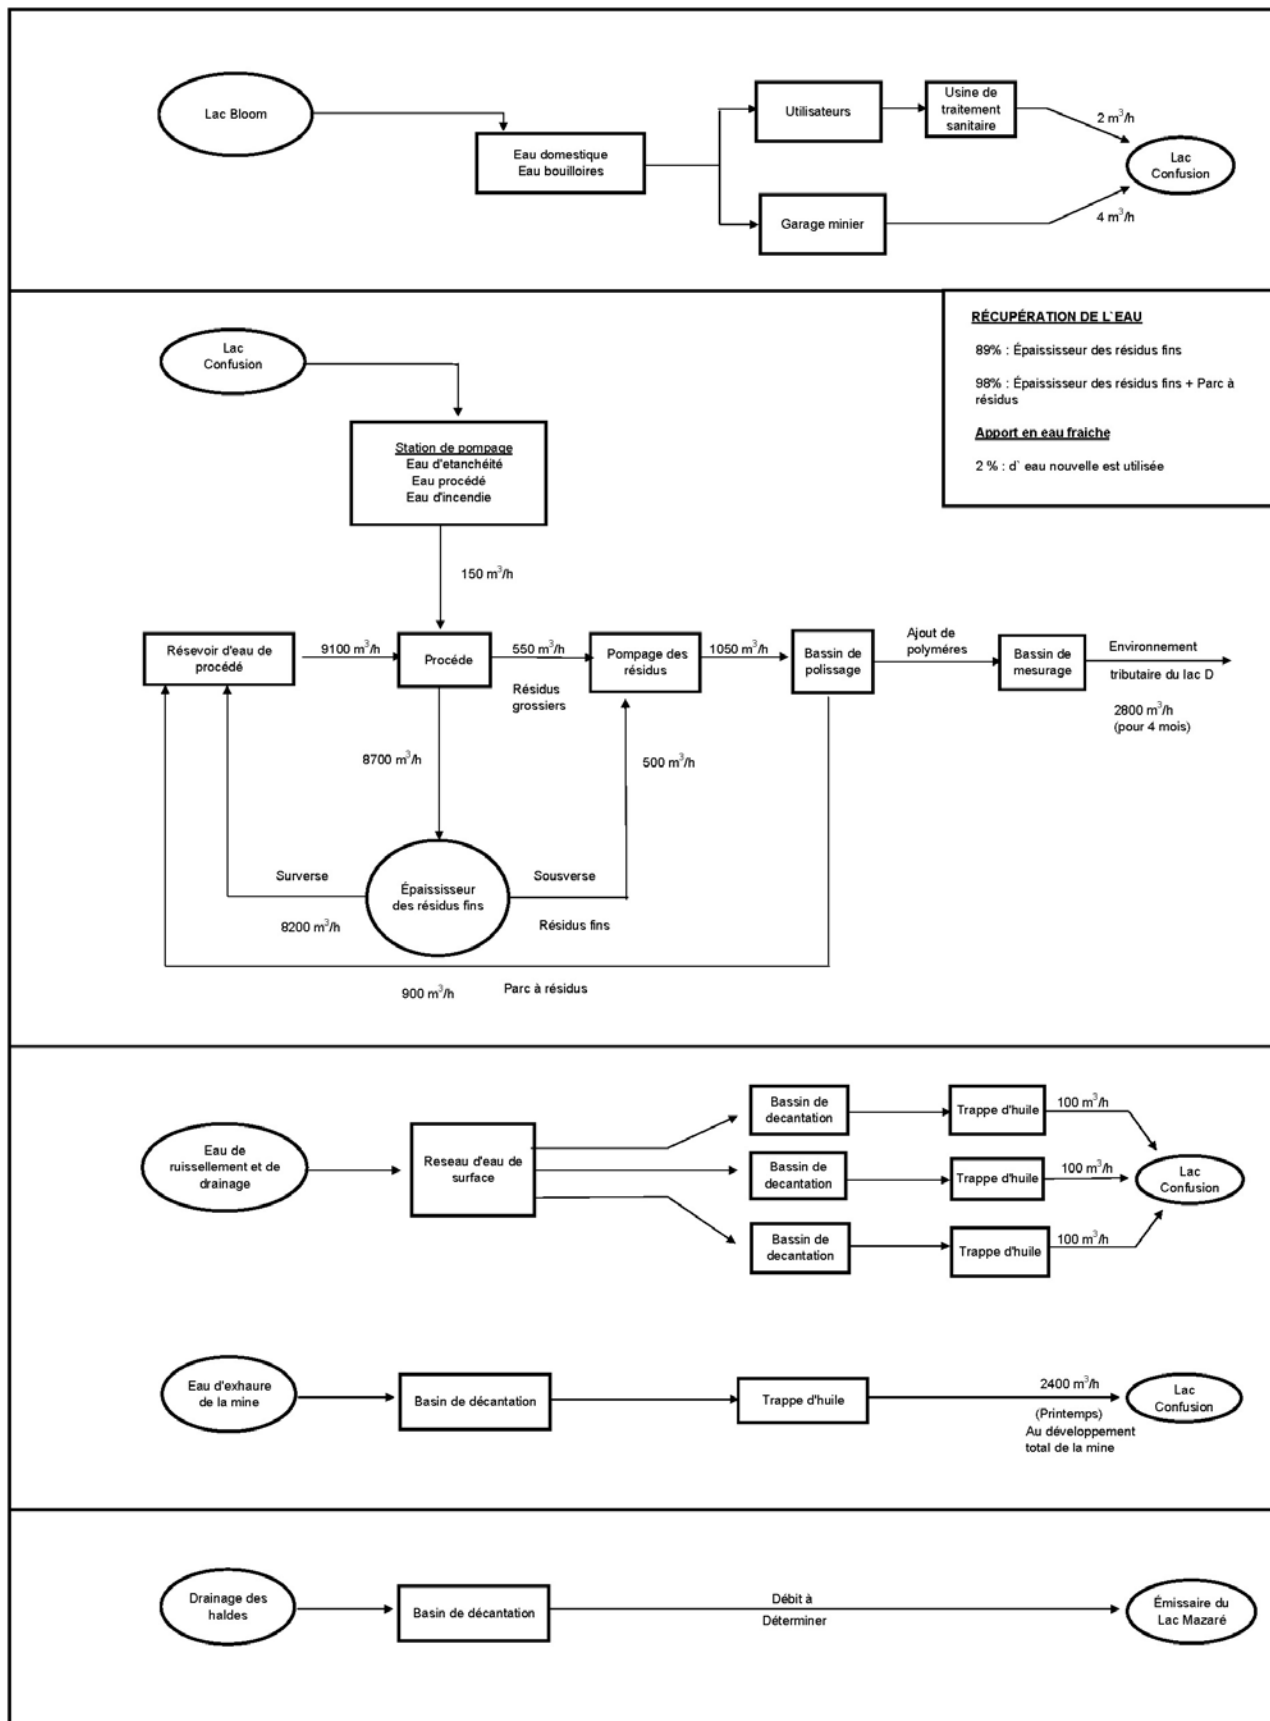 Lac Bloom
Eau domestique
Eau bouilloires
Utilisateurs
Usine de
traitement
sanitaire
2 m³/h
Lac
Confusion
Garage minier
4 m³/h
RÉCUPÉRATION DE L`EAU
89% : Épaississeur des résidus fins
98% : Épaississeur des résidus fins + Parc à
résidus
Apport en eau fraiche
2 % : d` eau nouvelle est utilisée
Lac
Confusion
Station de pompage
Eau d'etanchéité
Eau procédé
Eau d'incendie
150 m³/h
Résevoir d'eau de
procédé
9100 m³/h
Procéde
550 m³/h
Résidus
grossiers
Pompage des
résidus
1050 m³/h
Bassin de
polissage
Ajout de
polyméres
Bassin de
mesurage
Environnement
tributaire du lac D
2800 m³/h
(pour 4 mois)
8700 m³/h
500 m³/h
Surverse
8200 m³/h
Épaississeur
des résidus fins
Sousverse
Résidus fins
900 m³/h
Parc à résidus
Eau de
ruissellement et de
drainage
Reseau d'eau de
surface
Bassin de
decantation
Trappe d'huile
100 m³/h
Bassin de
decantation
Trappe d'huile
100 m³/h
Lac
Confusion
Bassin de
decantation
Trappe d'huile
100 m³/h
Eau d'exhaure
de la mine
Basin de décantation
Trappe d'huile
2400 m³/h
(Printemps)
Au développement
total de la mine
Lac
Confusion
Drainage des
haldes
Basin de décantation
Débit à
Déterminer
Émissaire du
Lac Mazaré